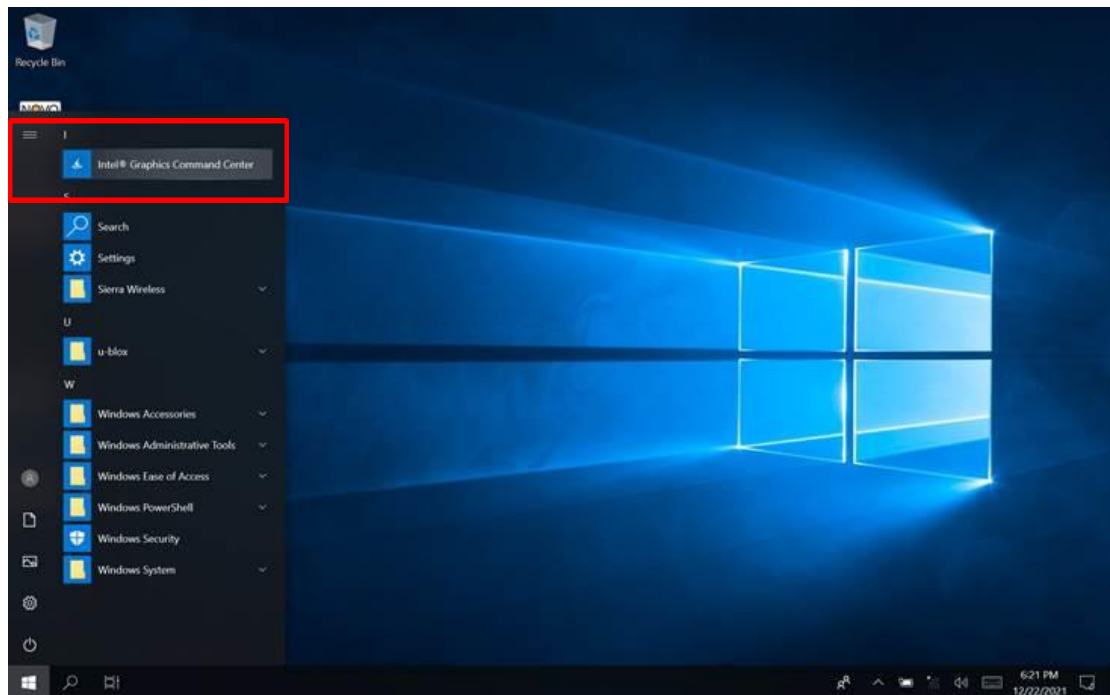 Recycle Bin
NOVO
I
Intel® Graphics Command Center
S
Search
Settings
Sierra Wireless
U
u-blox
W
Windows Accessories
Windows Administrative Tools
Windows Ease of Access
Windows PowerShell
Windows Security
Windows System
6:21 PM
12/22/2021